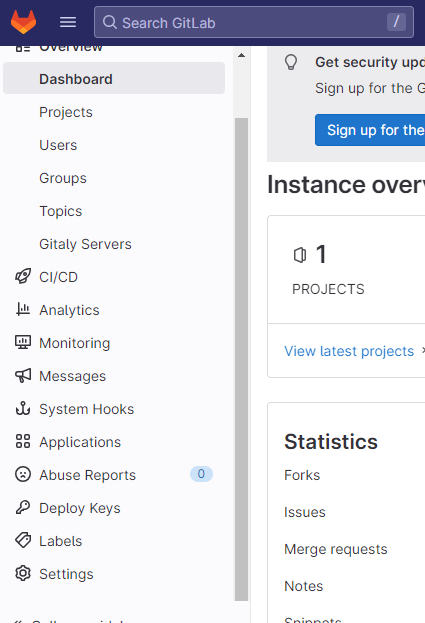 Search GitLab
/
Overview
Dashboard
Projects
Users
Groups
Topics
Gitaly Servers
CI/CD
Analytics
Monitoring
Messages
System Hooks
Applications
Abuse Reports 0
Deploy Keys
Labels
Settings
Get security upd
Sign up for the G
Sign up for the
Instance over
1
PROJECTS
View latest projects
Statistics
Forks
Issues
Merge requests
Notes
Snippets